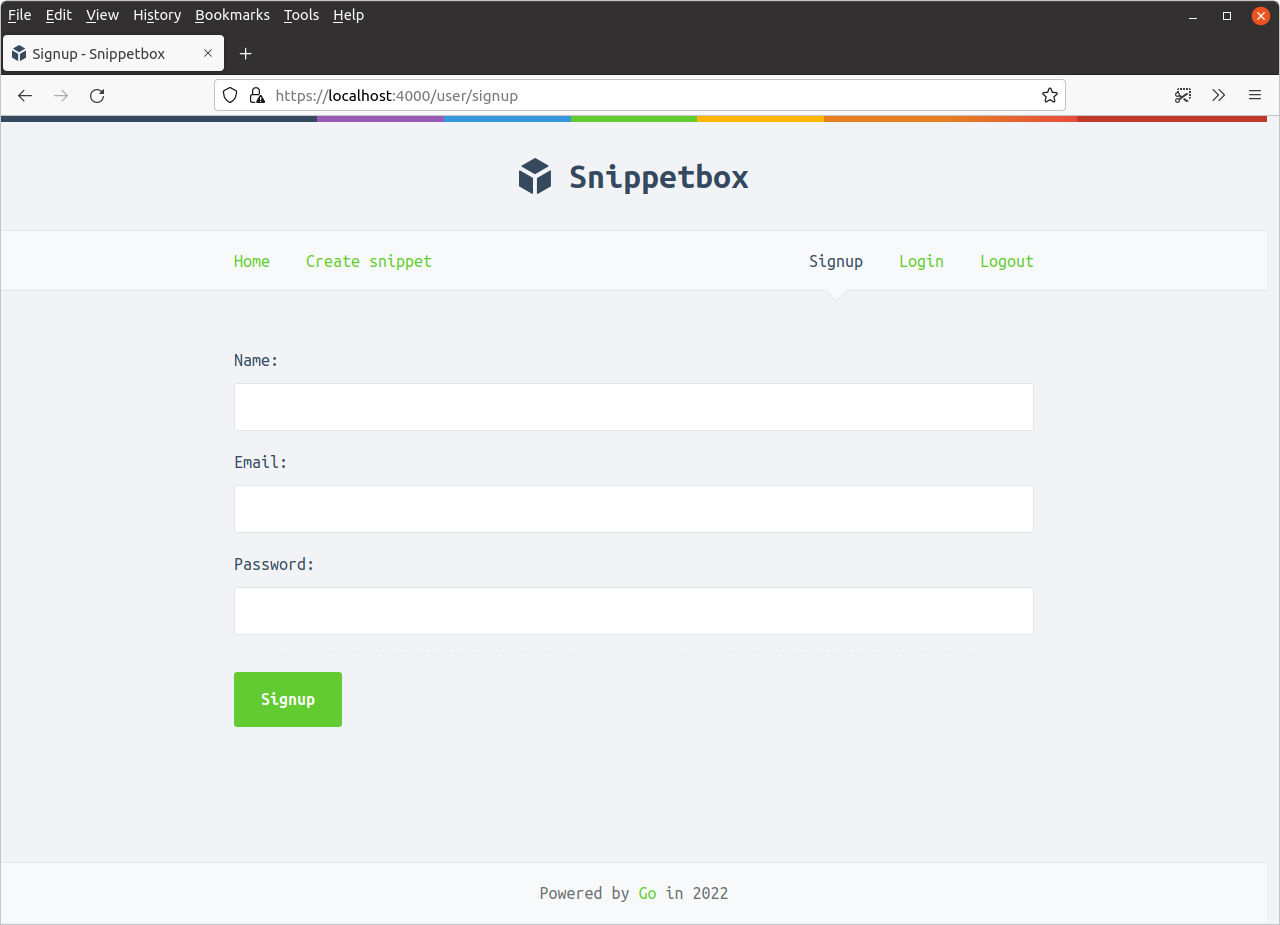 File Edit View History Bookmarks Tools Help
Signup - Snippetbox
https://localhost:4000/user/signup
Snippetbox
Home Create snippet Signup Login Logout
Name:
Email:
Password:
Signup
Powered by Go in 2022